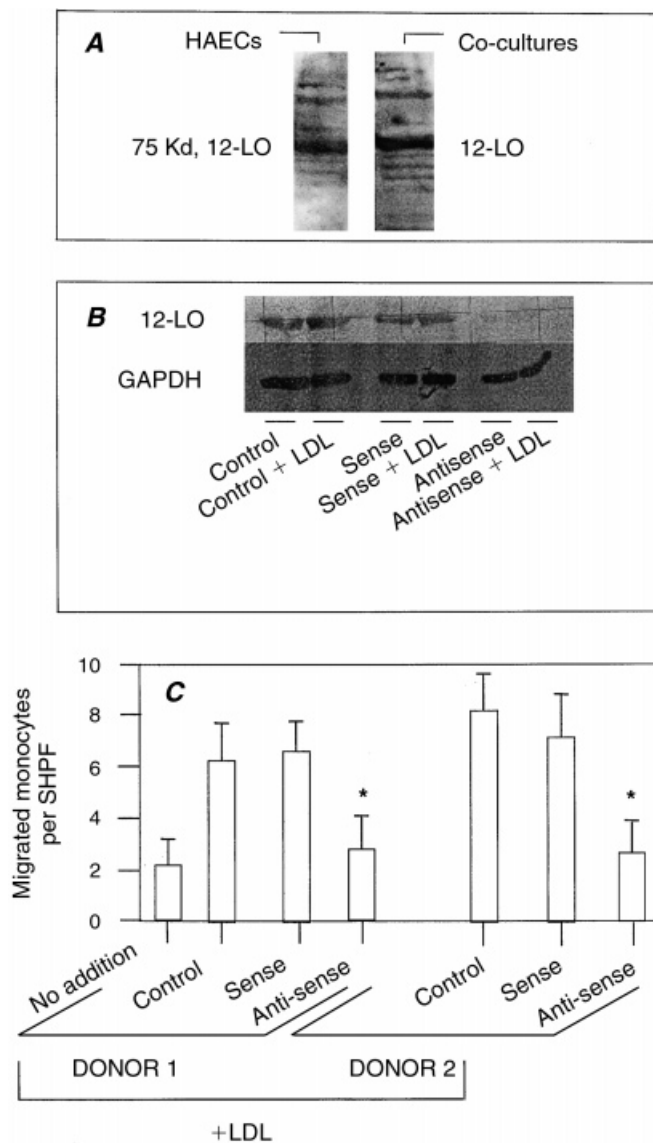 A
HAECs
Co-cultures
75 Kd, 12-LO
12-LO
B
12-LO
GAPDH
Control
Control + LDL
Sense
Sense + LDL
Antisense
Antisense + LDL
C
Migrated monocytes
per SHPF
10
8
6
4
2
0
*
*
No addition
Control
Sense
Anti-sense
Control
Sense
Anti-sense
DONOR 1
DONOR 2
+LDL